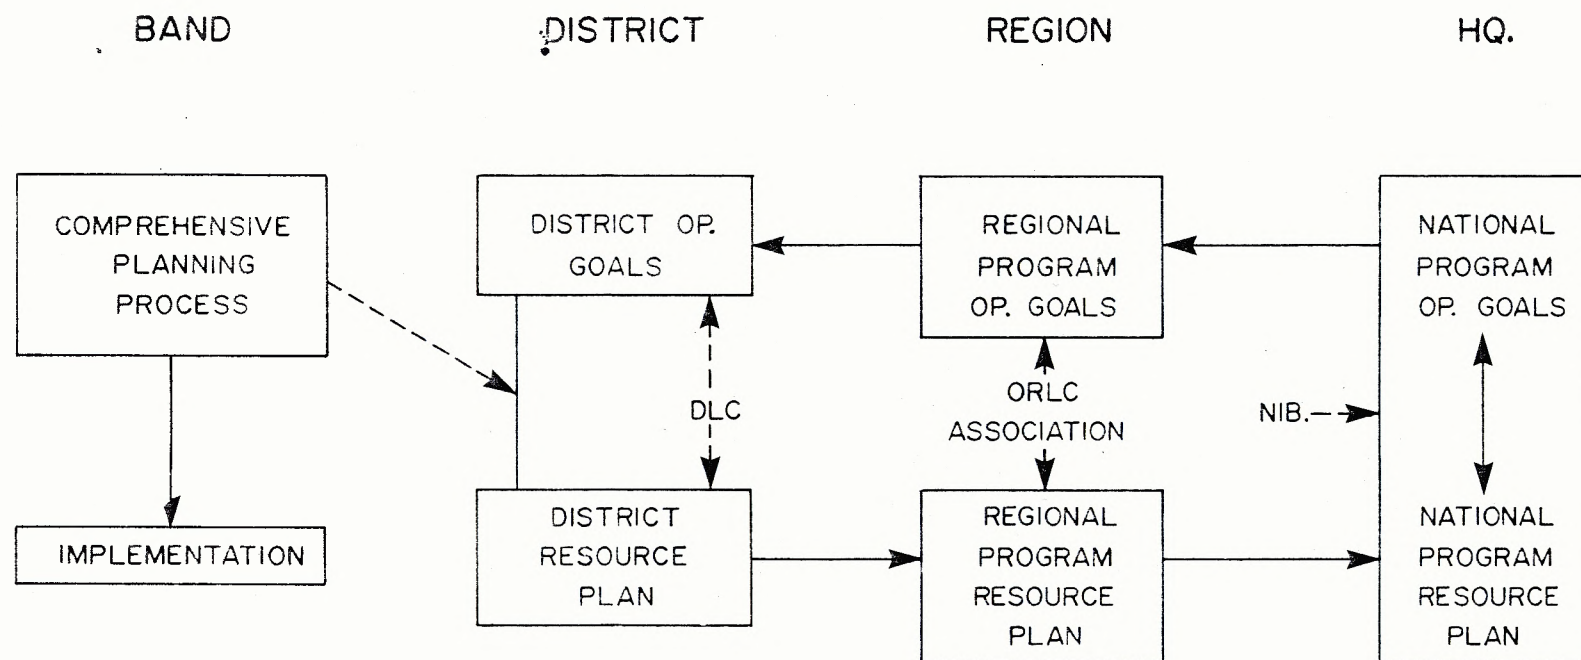 BAND
DISTRICT
REGION
HQ.
COMPREHENSIVE
PLANNING
PROCESS
IMPLEMENTATION
DISTRICT OP.
GOALS
DLC
DISTRICT
RESOURCE
PLAN
REGIONAL
PROGRAM
OP. GOALS
ORLC
ASSOCIATION
REGIONAL
PROGRAM
RESOURCE
PLAN
NIB.
NATIONAL
PROGRAM
OP. GOALS
NATIONAL
PROGRAM
RESOURCE
PLAN